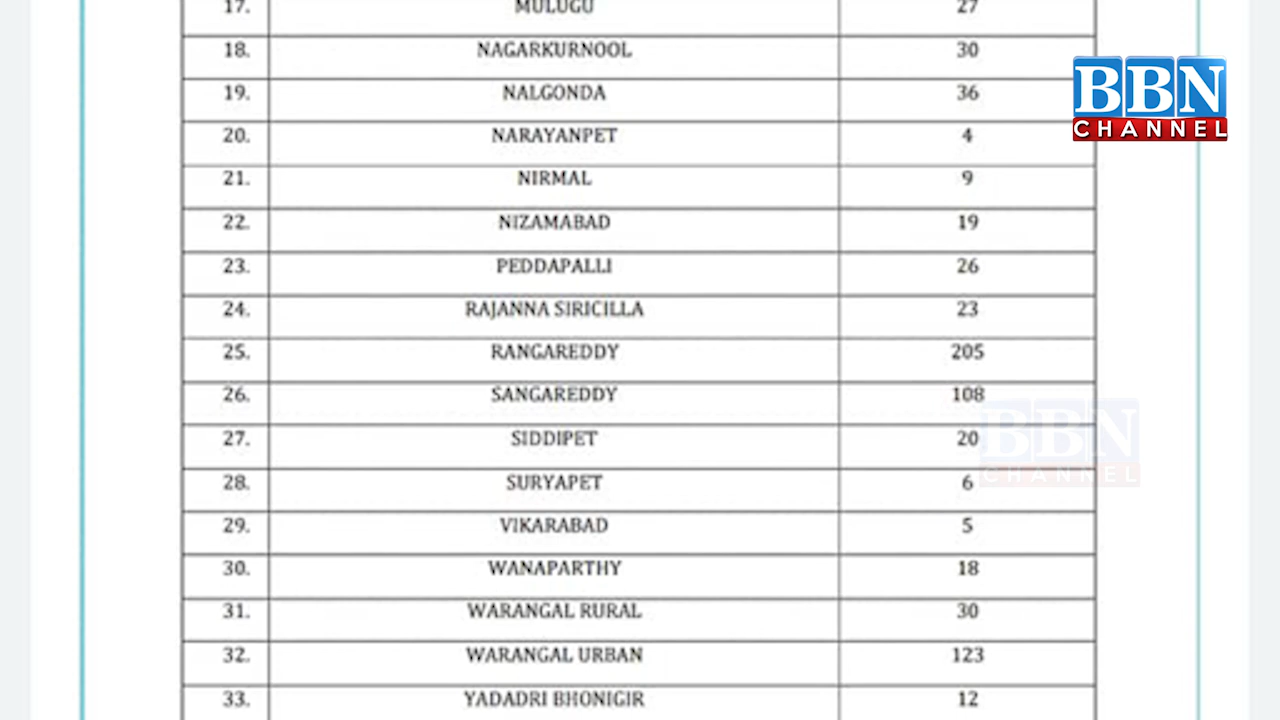 17. MULUGU 27
18. NAGARKURNOOL 30
19. NALGONDA 36
20. NARAYANPET 4
21. NIRMAL 9
22. NIZAMABAD 19
23. PEDDAPALLI 26
24. RAJANNA SIRICILLA 23
25. RANGAREDDY 205
26. SANGAREDDY 108
27. SIDDIPET 20
28. SURYAPET 6
29. VIKARABAD 5
30. WANAPARTHY 18
31. WARANGAL RURAL 30
32. WARANGAL URBAN 123
33. YADADRI BHONIGIR 12
BBN
CHANNEL
BBN
CHANNEL